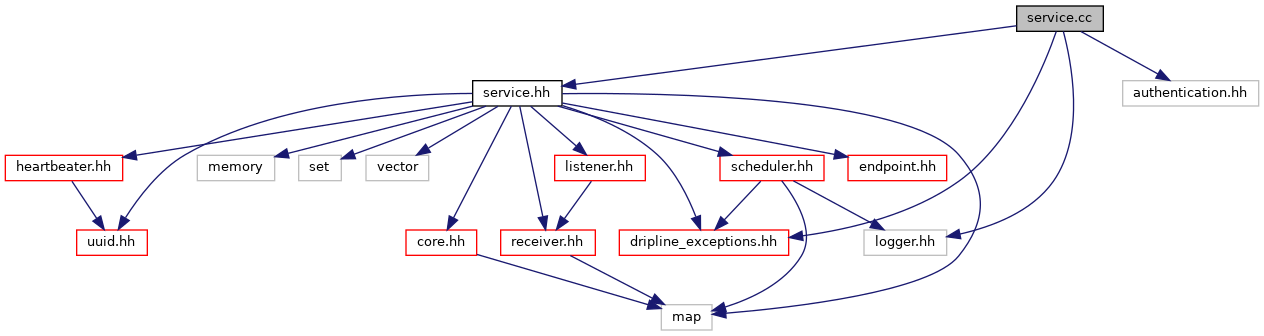 service.cc
service.hh
authentication.hh
heartbeater.hh
memory
set
vector
listener.hh
scheduler.hh
endpoint.hh
uuid.hh
core.hh
receiver.hh
dripline_exceptions.hh
logger.hh
map